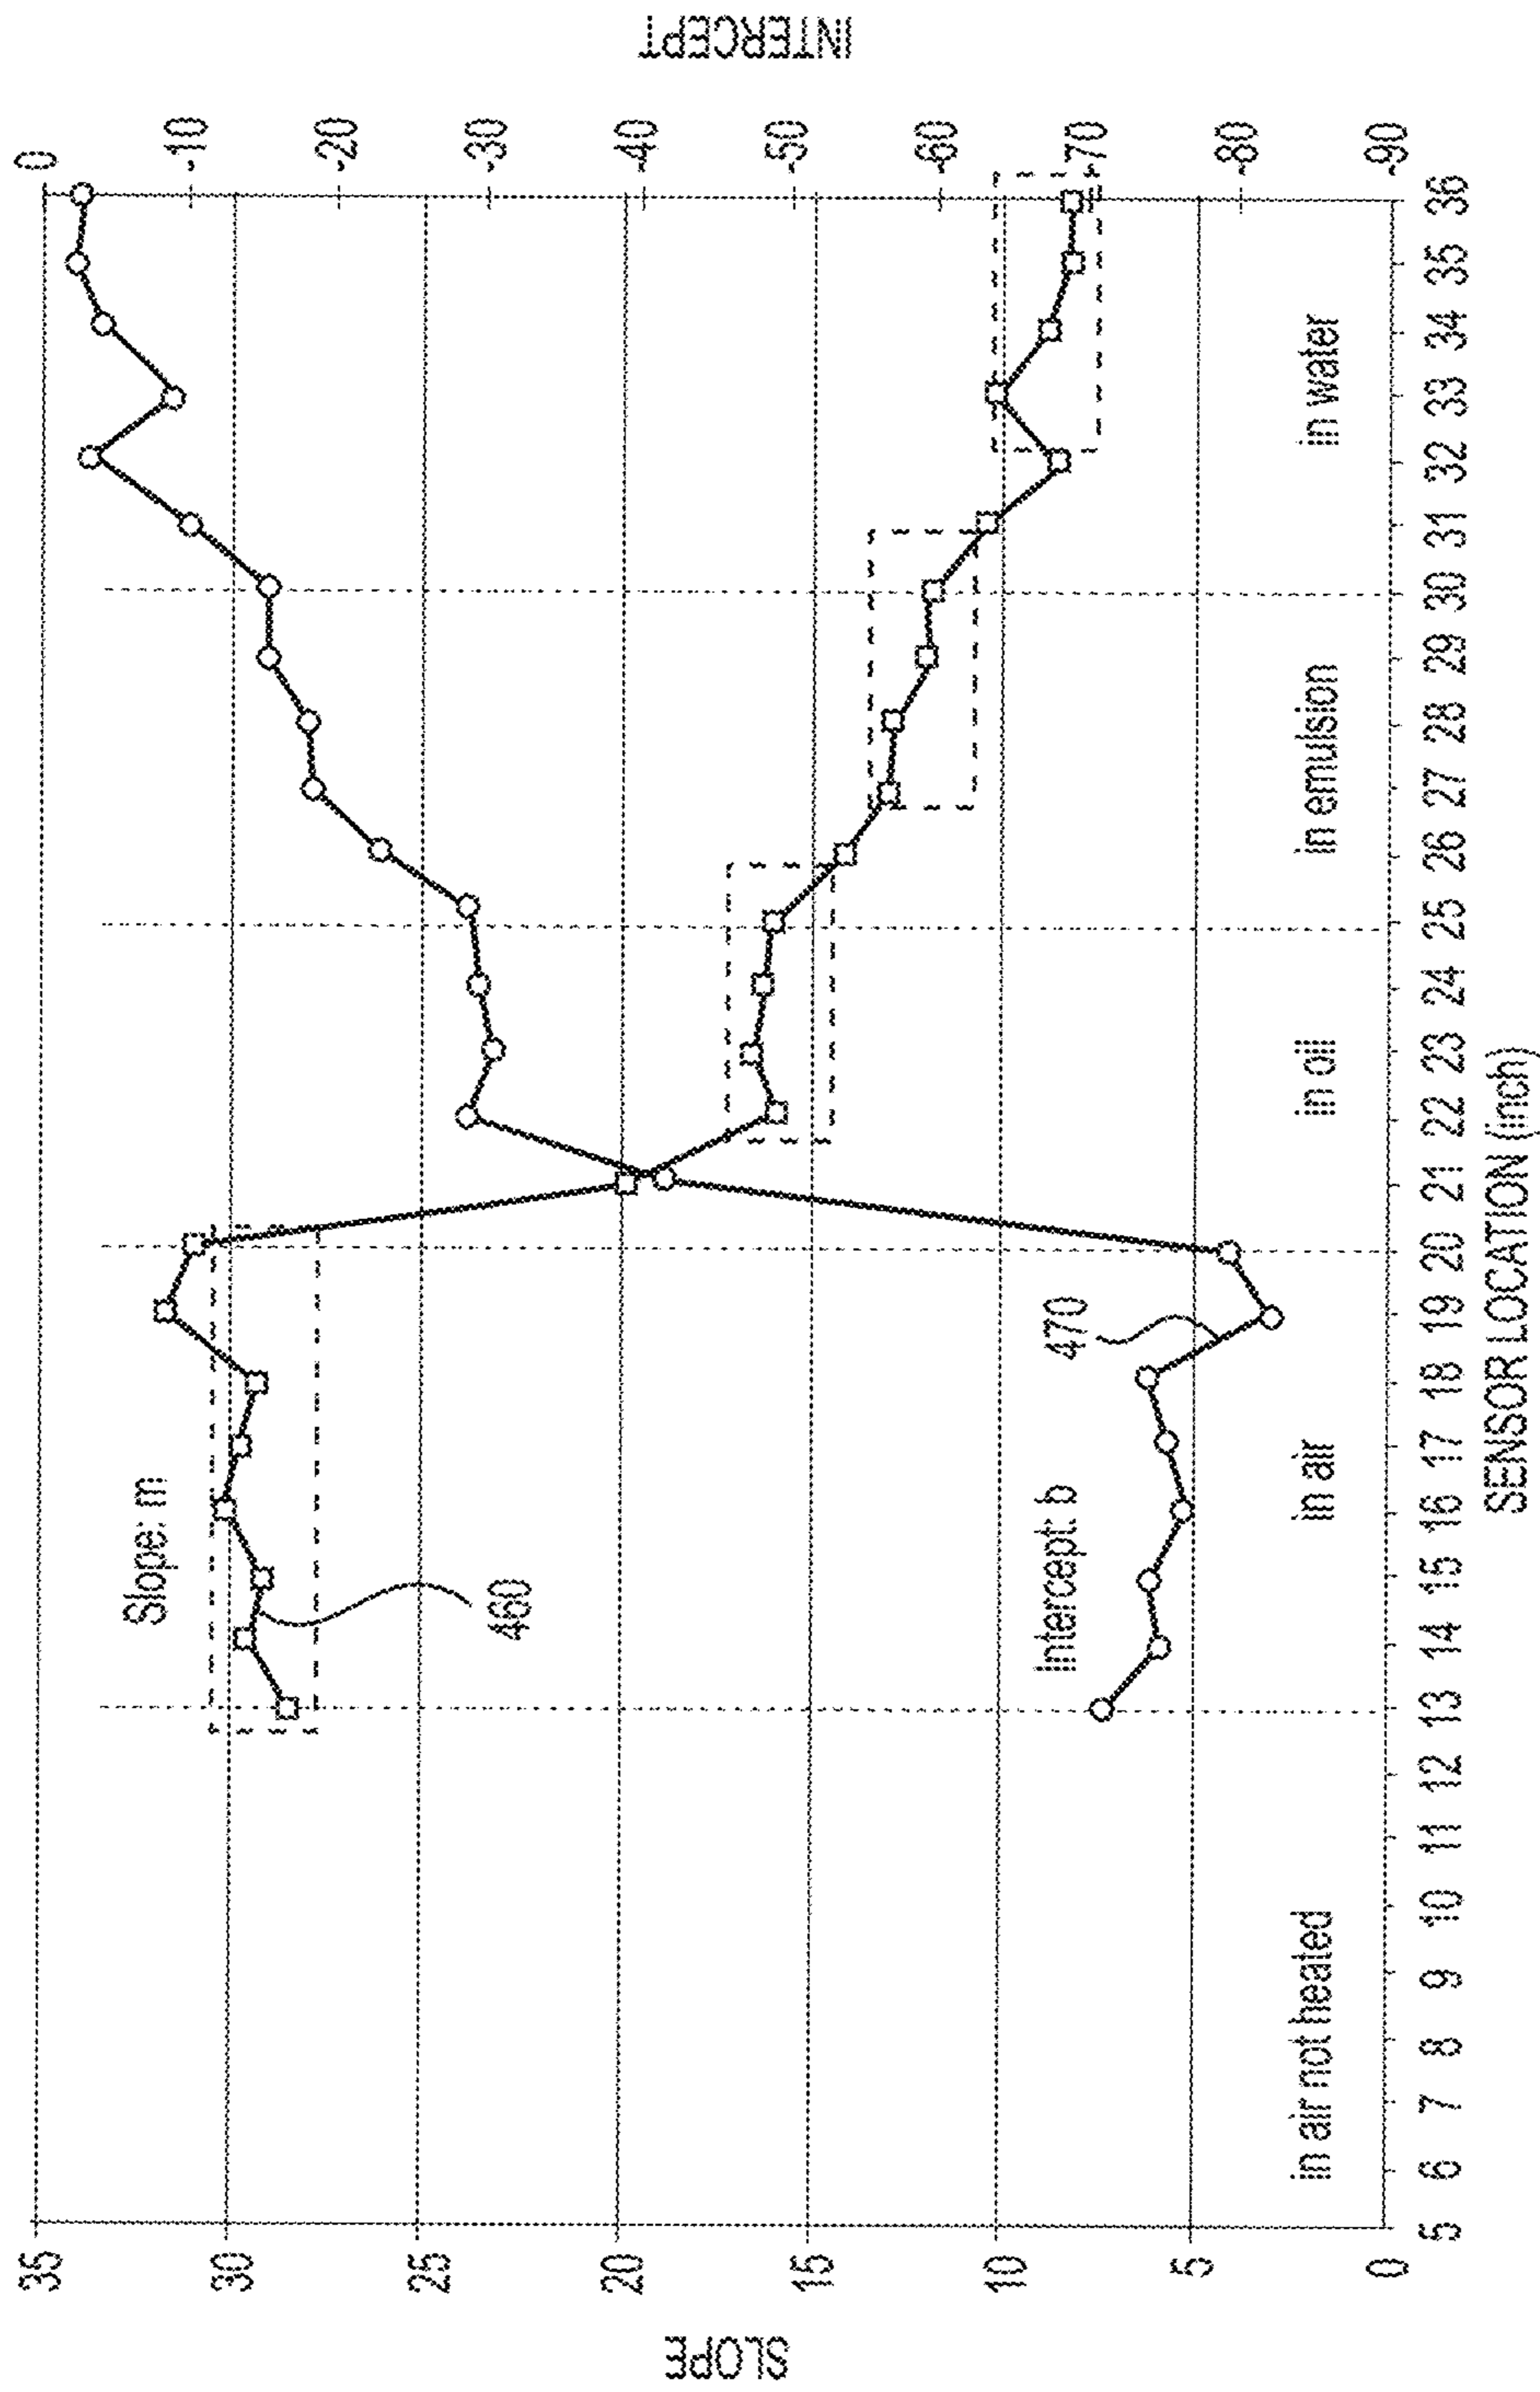 SLOPE
35
30
25
20
15
10
5
0
INTERCEPT
0
-10
-20
-30
-40
-50
-60
-70
-80
-90
Slope: m
460
Intercept: b
470
in air not heated
in air
in oil
in emulsion
in water
5 6 7 8 9 10 11 12 13 14 15 16 17 18 19 20 21 22 23 24 25 26 27 28 29 30 31 32 33 34 35 36
SENSOR LOCATION (inch)